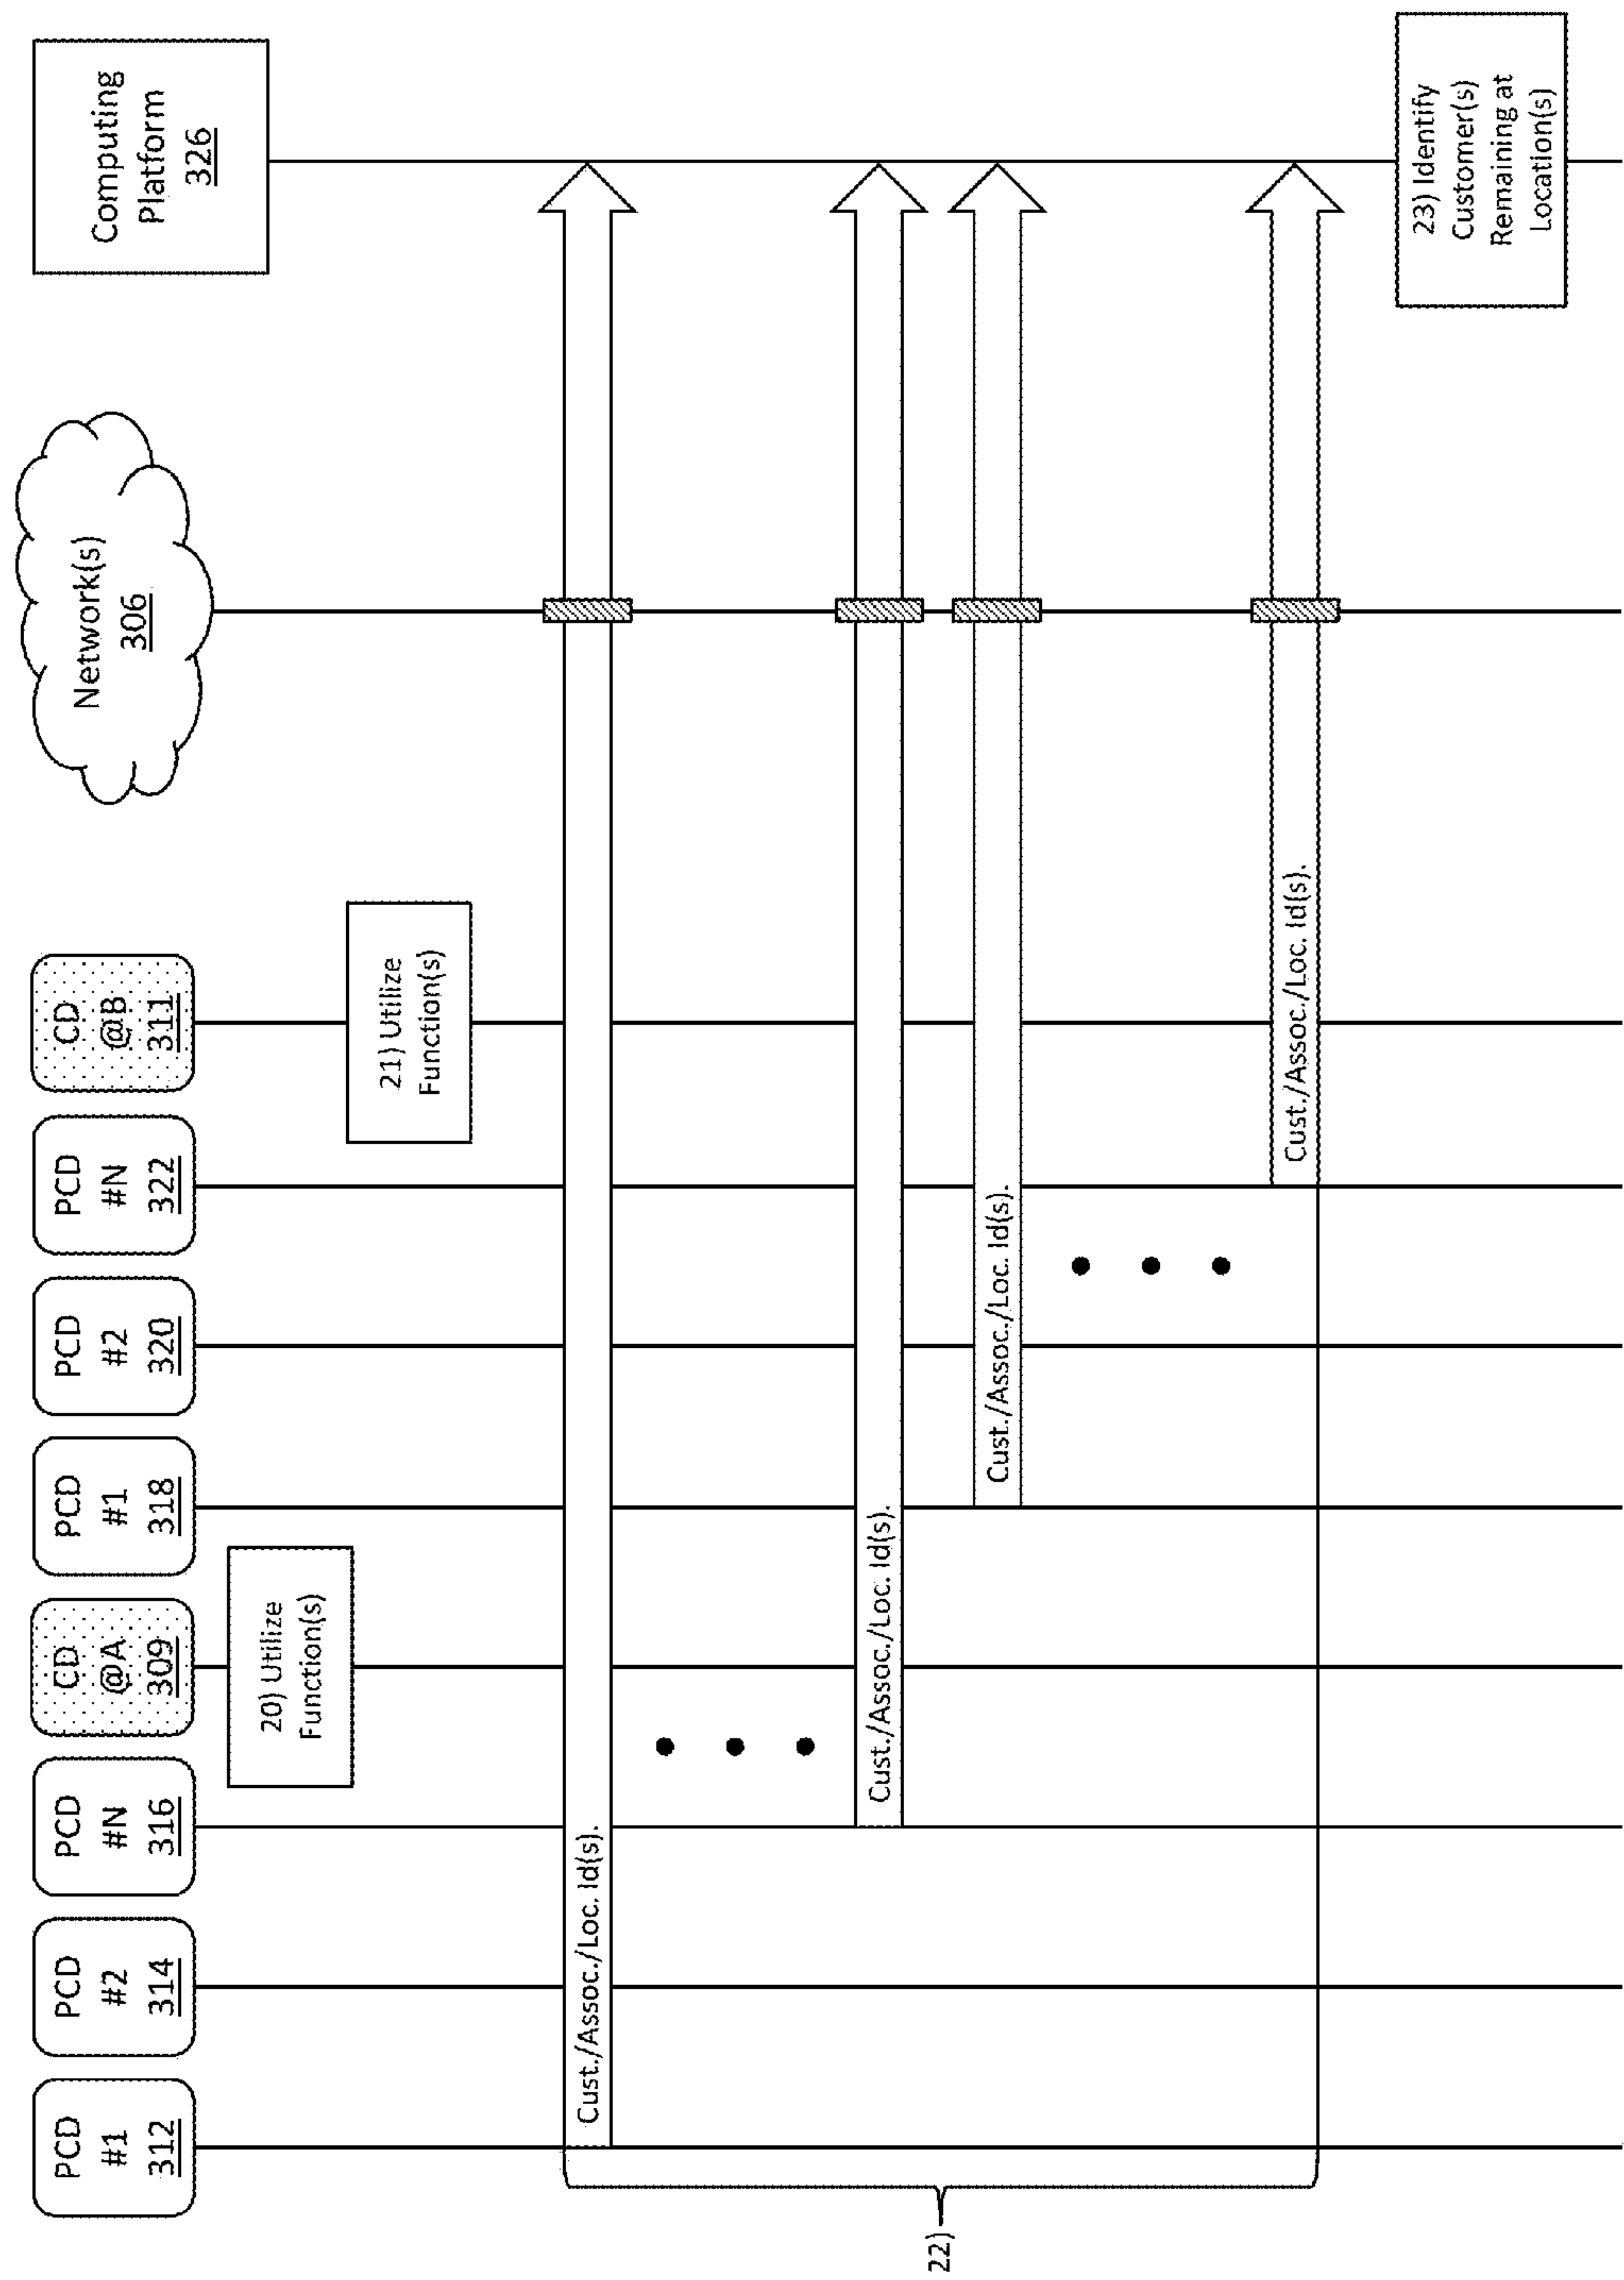 PCD
#1
312
PCD
#2
314
PCD
#N
316
CD
@A
309
PCD
#1
318
PCD
#2
320
PCD
#N
322
CD
@B
311
Network(s)
306
Computing
Platform
326
20) Utilize
Function(s)
21) Utilize
Function(s)
22)
Cust./Assoc./Loc. Id(s).
Cust./Assoc./Loc. Id(s).
Cust./Assoc./Loc. Id(s).
Cust./Assoc./Loc. Id(s).
23) Identify
Customer(s)
Remaining at
Location(s)